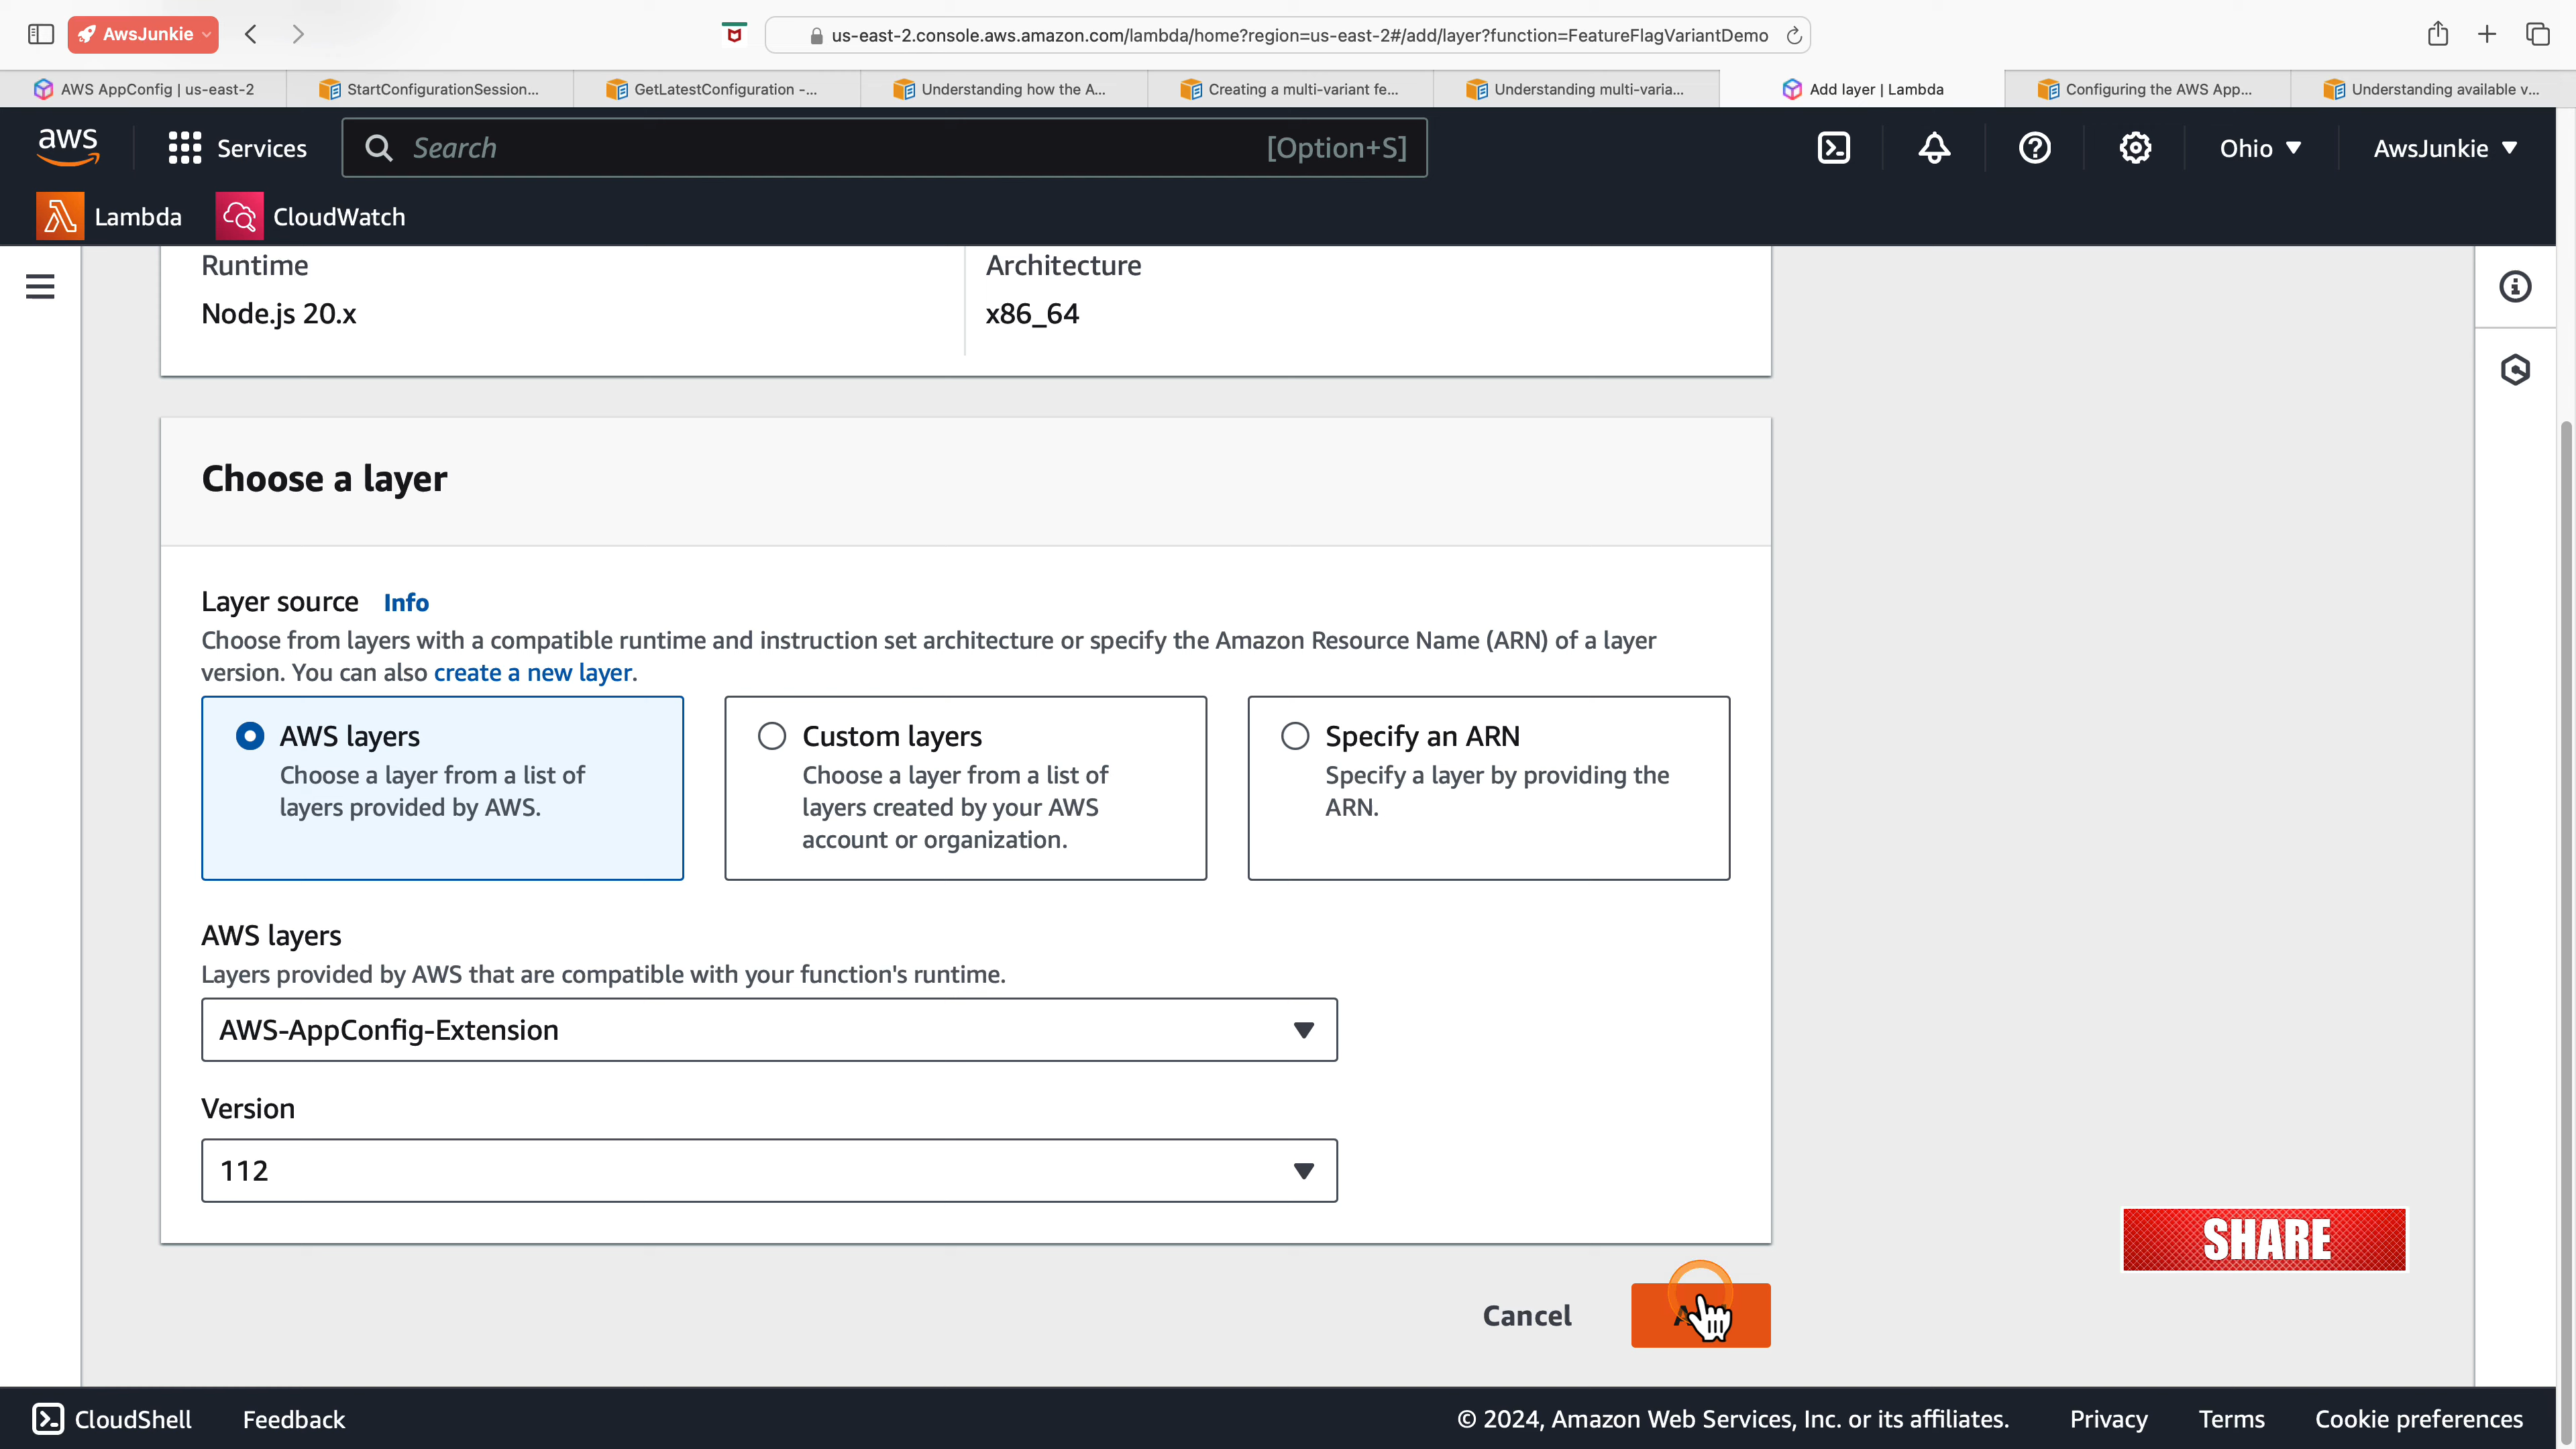 AwsJunkie
us-east-2.console.aws.amazon.com/lambda/home?region=us-east-2#/add/layer?function=FeatureFlagVariantDemo
AWS AppConfig | us-east-2
StartConfigurationSession...
GetLatestConfiguration -...
Understanding how the A...
Creating a multi-variant fe...
Understanding multi-varia...
Add layer | Lambda
Configuring the AWS App...
Understanding available v...
aws
Services
Search
[Option+S]
Ohio
AwsJunkie
Lambda
CloudWatch
Runtime
Architecture
Node.js 20.x
x86_64
Choose a layer
Layer source Info
Choose from layers with a compatible runtime and instruction set architecture or specify the Amazon Resource Name (ARN) of a layer
version. You can also create a new layer.
AWS layers
Choose a layer from a list of
layers provided by AWS.
Custom layers
Choose a layer from a list of
layers created by your AWS
account or organization.
Specify an ARN
Specify a layer by providing the
ARN.
AWS layers
Layers provided by AWS that are compatible with your function's runtime.
AWS-AppConfig-Extension
Version
112
SHARE
Cancel
CloudShell
Feedback
© 2024, Amazon Web Services, Inc. or its affiliates.
Privacy
Terms
Cookie preferences